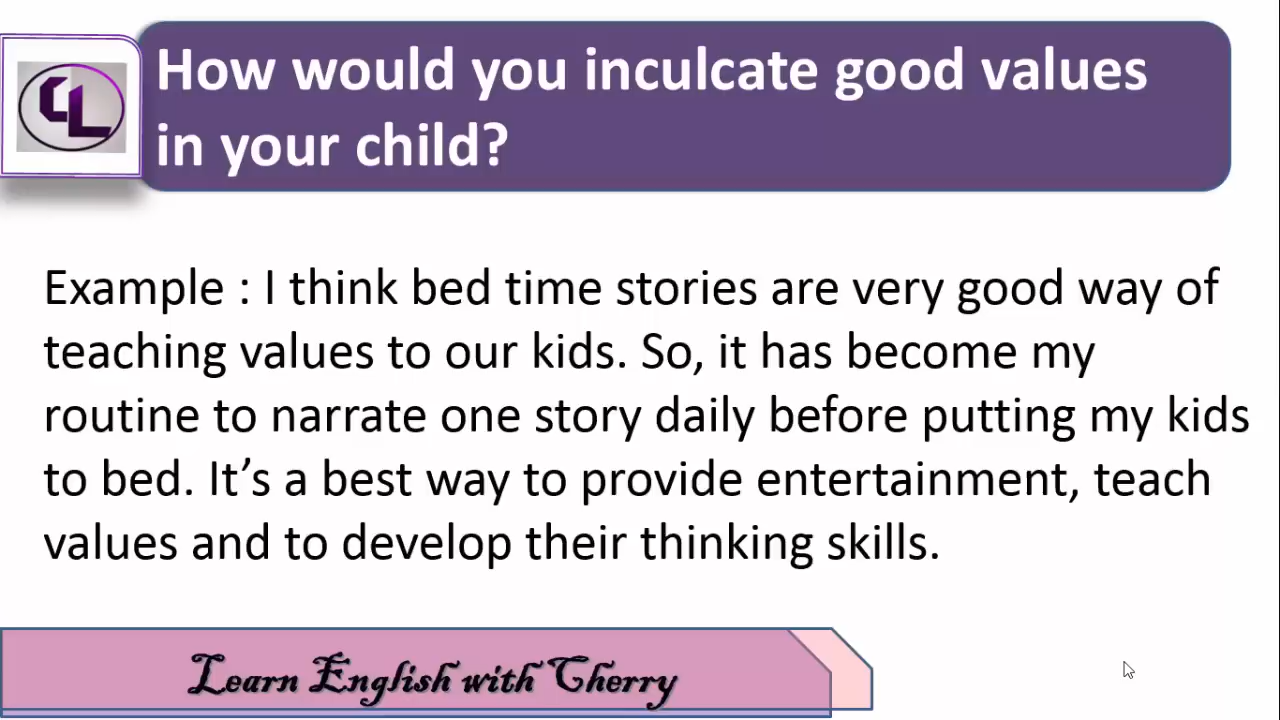 CL
How would you inculcate good values
in your child?
Example : I think bed time stories are very good way of
teaching values to our kids. So, it has become my
routine to narrate one story daily before putting my kids
to bed. It’s a best way to provide entertainment, teach
values and to develop their thinking skills.
Learn English with Cherry